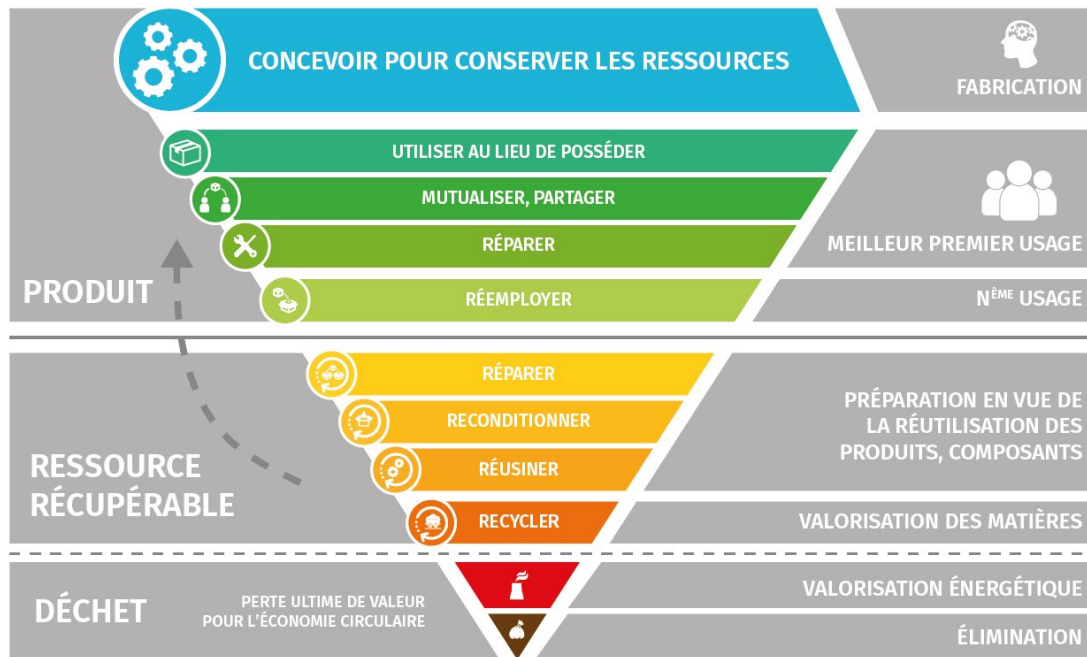 CONCEVOIR POUR CONSERVER LES RESSOURCES
FABRICATION
UTILISER AU LIEU DE POSSÉDER
MUTUALISER, PARTAGER
RÉPARER
MEILLEUR PREMIER USAGE
PRODUIT
RÉEMPLOYER
NÈME USAGE
RÉPARER
RECONDITIONNER
PRÉPARATION EN VUE DE
LA RÉUTILISATION DES
PRODUITS, COMPOSANTS
RESSOURCE
RÉCUPÉRABLE
RÉUSINER
RECYCLER
VALORISATION DES MATIÈRES
DÉCHET
PERTE ULTIME DE VALEUR
POUR L'ÉCONOMIE CIRCULAIRE
VALORISATION ÉNERGÉTIQUE
ÉLIMINATION